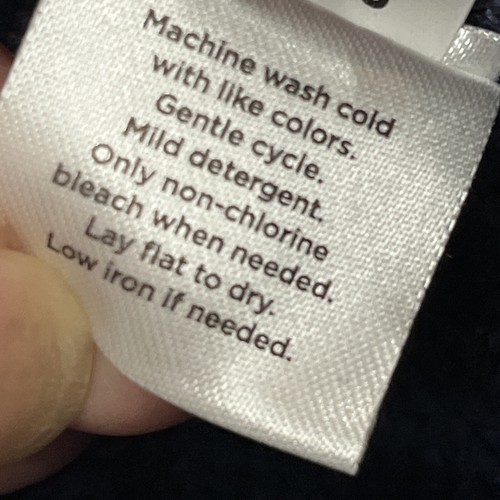 Machine wash cold
with like colors.
Gentle cycle.
Mild detergent.
Only non-chlorine
bleach when needed.
Lay flat to dry.
Low iron if needed.